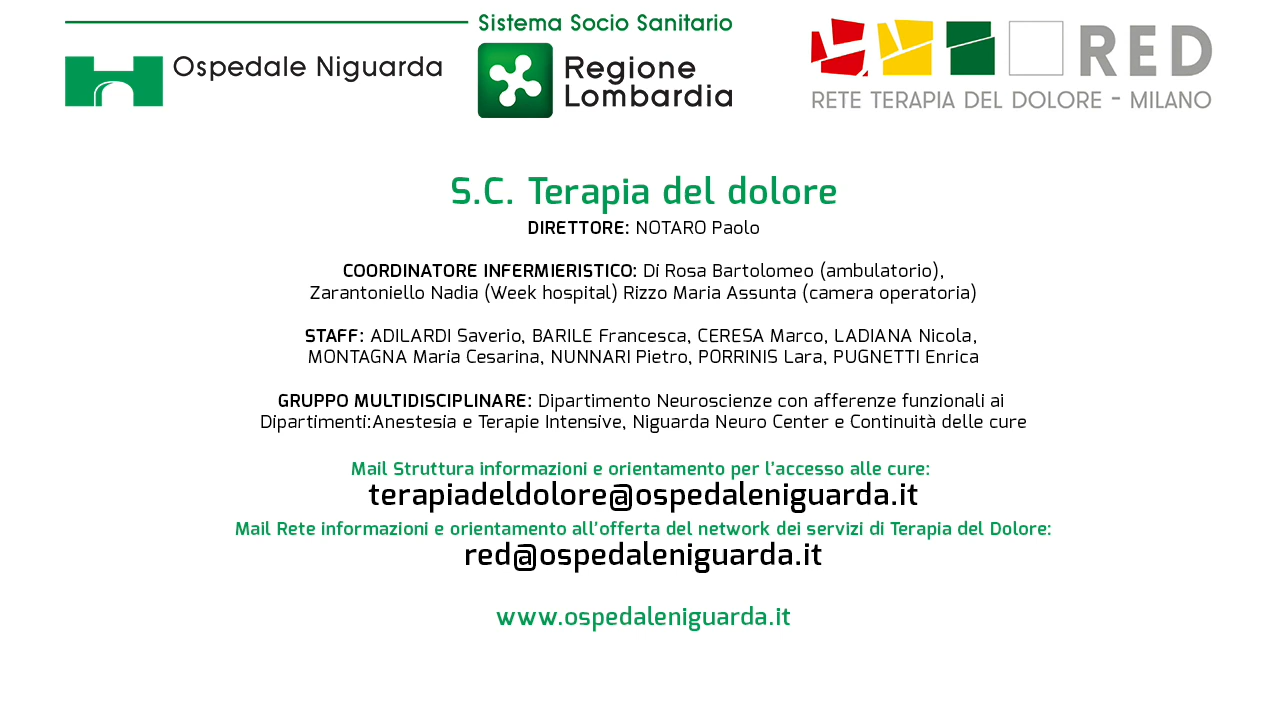 Sistema Socio Sanitario
Ospedale Niguarda
Regione
Lombardia
RED
RETE TERAPIA DEL DOLORE - MILANO
S.C. Terapia del dolore
DIRETTORE: NOTARO Paolo
COORDINATORE INFERMIERISTICO: Di Rosa Bartolomeo (ambulatorio),
Zarantoniello Nadia (Week hospital) Rizzo Maria Assunta (camera operatoria)
STAFF: ADILARDI Saverio, BARILE Francesca, CERESA Marco, LADIANA Nicola,
MONTAGNA Maria Cesarina, NUNNARI Pietro, PORRINIS Lara, PUGNETTI Enrica
GRUPPO MULTIDISCIPLINARE: Dipartimento Neuroscienze con afferenze funzionali ai
Dipartimenti:Anestesia e Terapie Intensive, Niguarda Neuro Center e Continuità delle cure
Mail Struttura informazioni e orientamento per l'accesso alle cure:
terapiadeldolore@ospedaleniguarda.it
Mail Rete informazioni e orientamento all'offerta del network dei servizi di Terapia del Dolore:
red@ospedaleniguarda.it
www.ospedaleniguarda.it